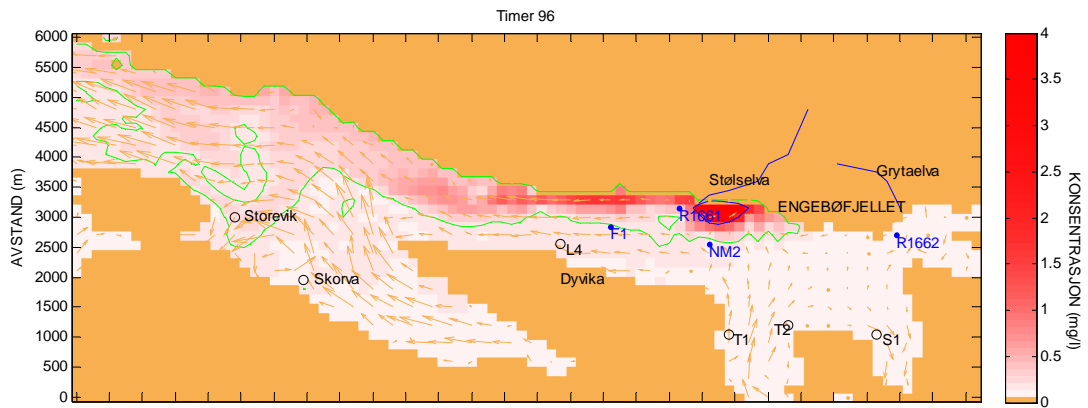 Timer 96
6000
5500
5000
4500
4000
3500
3000
2500
2000
1500
1000
500
0
AVSTAND (m)
Stølselva
Grytaelva
ENGEBØFJELLET
R1661
Storevik
F1
R1662
L4
NM2
Skorva
Dyvika
T1
T2
S1
4
3.5
3
2.5
2
1.5
1
0.5
0
KONSENTRASJON (mg/l)